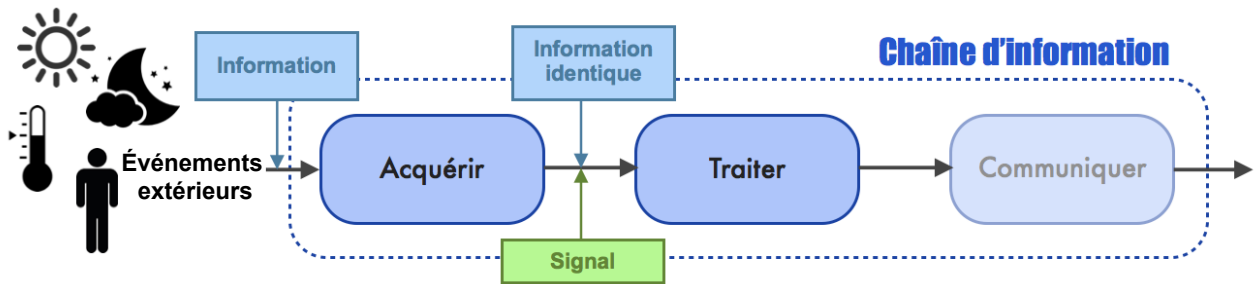 Chaîne d'information
Information
Information
identique
Événements
extérieurs
Acquérir
Traiter
Communiquer
Signal